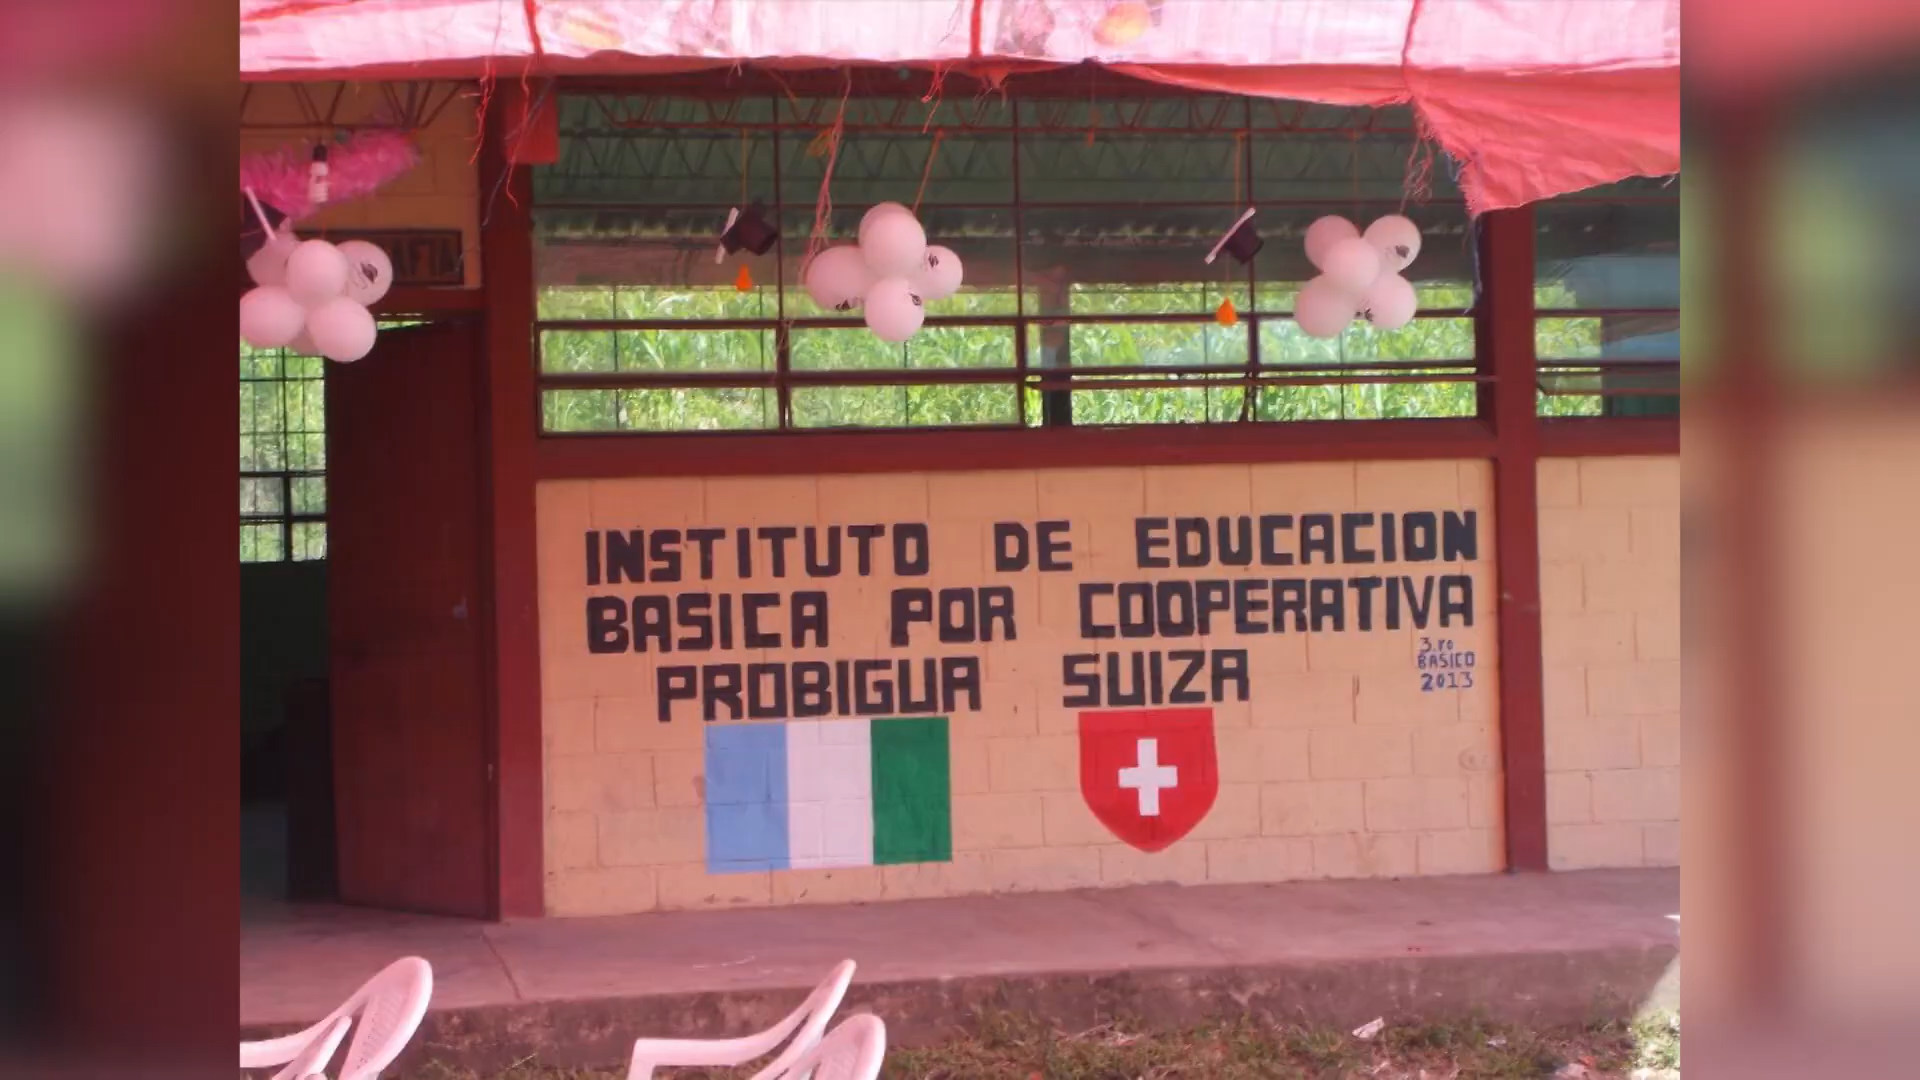 INSTITUTO DE EDUCACION
BASICA POR COOPERATIVA
PROBIGUA SUIZA
3.ro
BASICO
2013